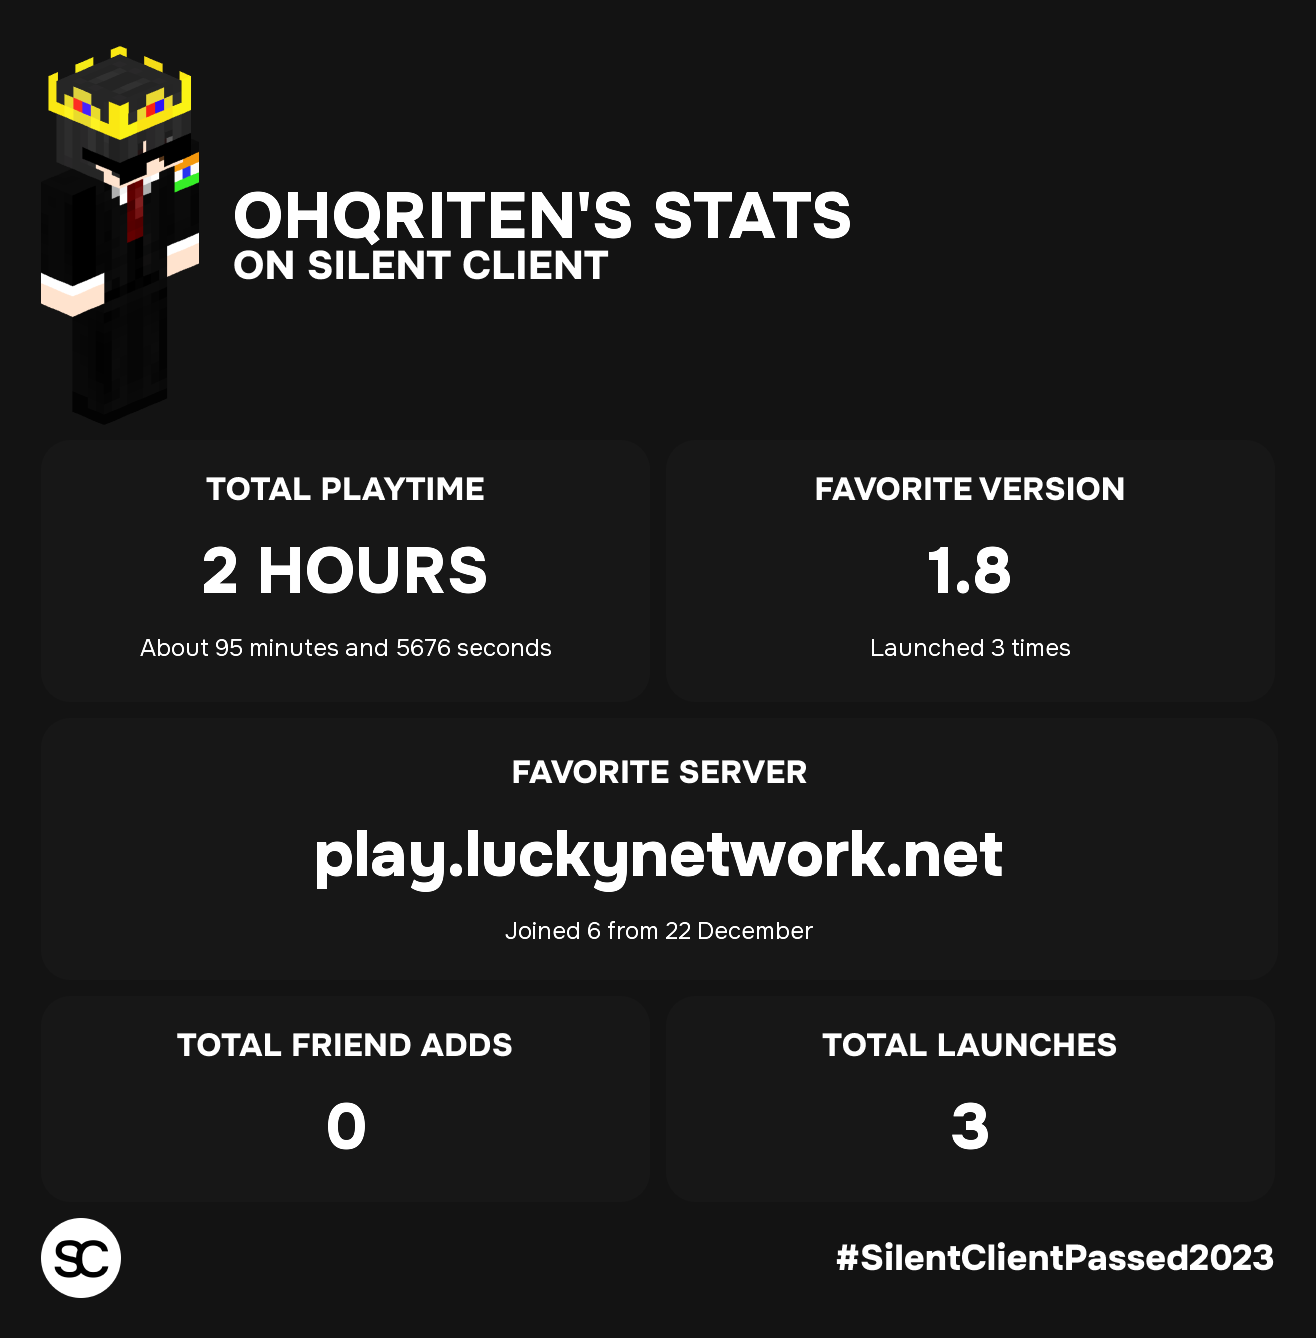 OHQRITEN'S STATS
ON SILENT CLIENT
TOTAL PLAYTIME
2 HOURS
About 95 minutes and 5676 seconds
FAVORITE VERSION
1.8
Launched 3 times
FAVORITE SERVER
play.luckynetwork.net
Joined 6 from 22 December
TOTAL FRIEND ADDS
0
TOTAL LAUNCHES
3
SC
#SilentClientPassed2023